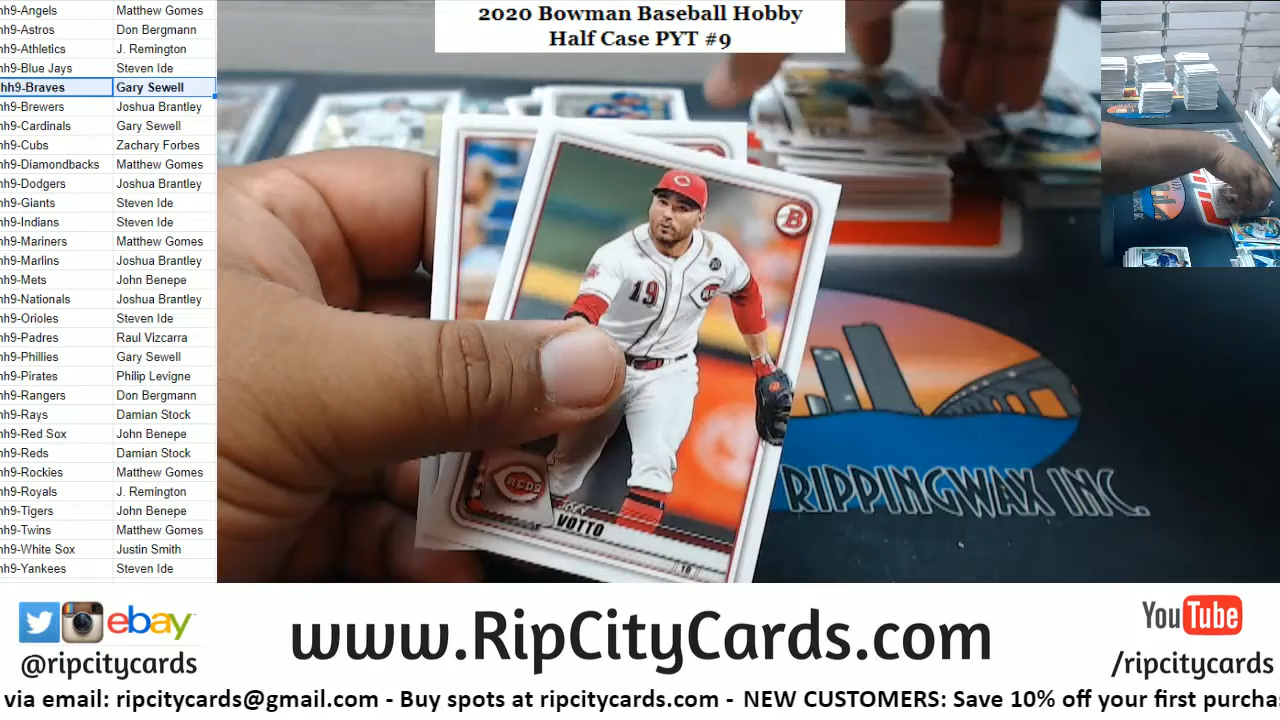 hh9-Angels Matthew Gomes
hh9-Astros Don Bergmann
hh9-Athletics J. Remington
hh9-Blue Jays Steven Ide
hh9-Braves Gary Sewell
hh9-Brewers Joshua Brantley
hh9-Cardinals Gary Sewell
hh9-Cubs Zachary Forbes
hh9-Diamondbacks Matthew Gomes
hh9-Dodgers Joshua Brantley
hh9-Giants Steven Ide
hh9-Indians Steven Ide
hh9-Mariners Matthew Gomes
hh9-Marlins Joshua Brantley
hh9-Mets John Benepe
hh9-Nationals Joshua Brantley
hh9-Orioles Steven Ide
hh9-Padres Raul Vizcarra
hh9-Phillies Gary Sewell
hh9-Pirates Philip Levigne
hh9-Rangers Don Bergmann
hh9-Rays Damian Stock
hh9-Red Sox John Benepe
hh9-Reds Damian Stock
hh9-Rockies Matthew Gomes
hh9-Royals J. Remington
hh9-Tigers John Benepe
hh9-Twins Matthew Gomes
hh9-White Sox Justin Smith
hh9-Yankees Steven Ide
2020 Bowman Baseball Hobby
Half Case PYT #9
B
19
REDS
JOEY
VOTTO
1B
RIPPINGWAX INC.
ebay
@ripcitycards
www.RipCityCards.com
YouTube
/ripcitycards
via email: ripcitycards@gmail.com - Buy spots at ripcitycards.com - NEW CUSTOMERS: Save 10% off your first purcha